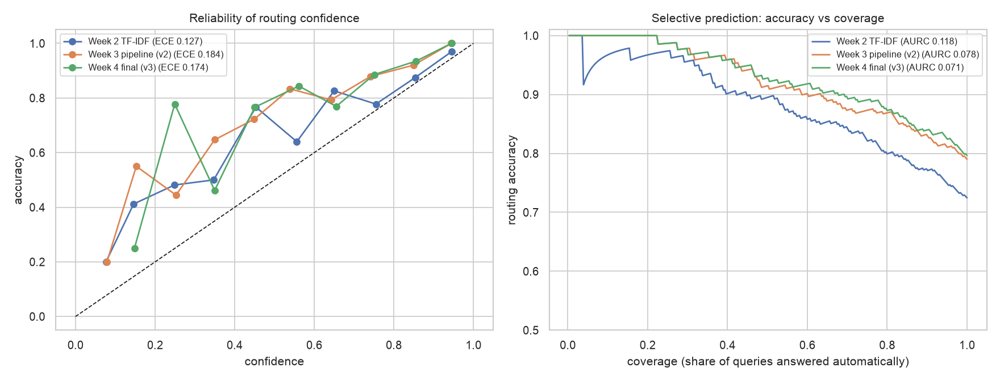 Reliability of routing confidence
Week 2 TF-IDF (ECE 0.127)
Week 3 pipeline (v2) (ECE 0.184)
Week 4 final (v3) (ECE 0.174)
accuracy
1.0
0.8
0.6
0.4
0.2
0.0
0.0 0.2 0.4 0.6 0.8 1.0
confidence
Selective prediction: accuracy vs coverage
Week 2 TF-IDF (AURC 0.118)
Week 3 pipeline (v2) (AURC 0.078)
Week 4 final (v3) (AURC 0.071)
routing accuracy
1.0
0.9
0.8
0.7
0.6
0.5
0.0 0.2 0.4 0.6 0.8 1.0
coverage (share of queries answered automatically)